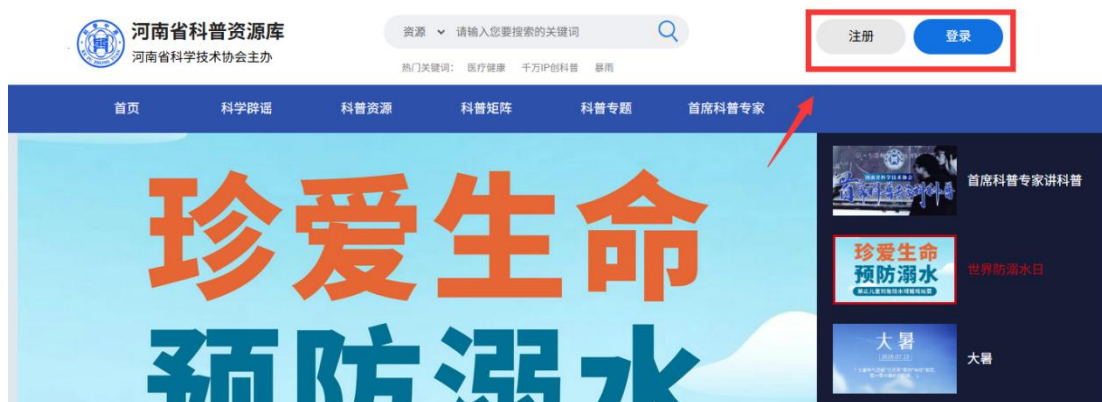 河南省科普资源库
河南省科学技术协会主办
资源 请输入您要搜索的关键词
热门关键词： 医疗健康 千万IP创科普 暴雨
注册 登录
首页 科学辟谣 科普资源 科普矩阵 科普专题 首席科普专家
珍爱生命
预防溺水
首席科普专家讲科普
珍爱生命
预防溺水
世界防溺水日
大暑
大暑